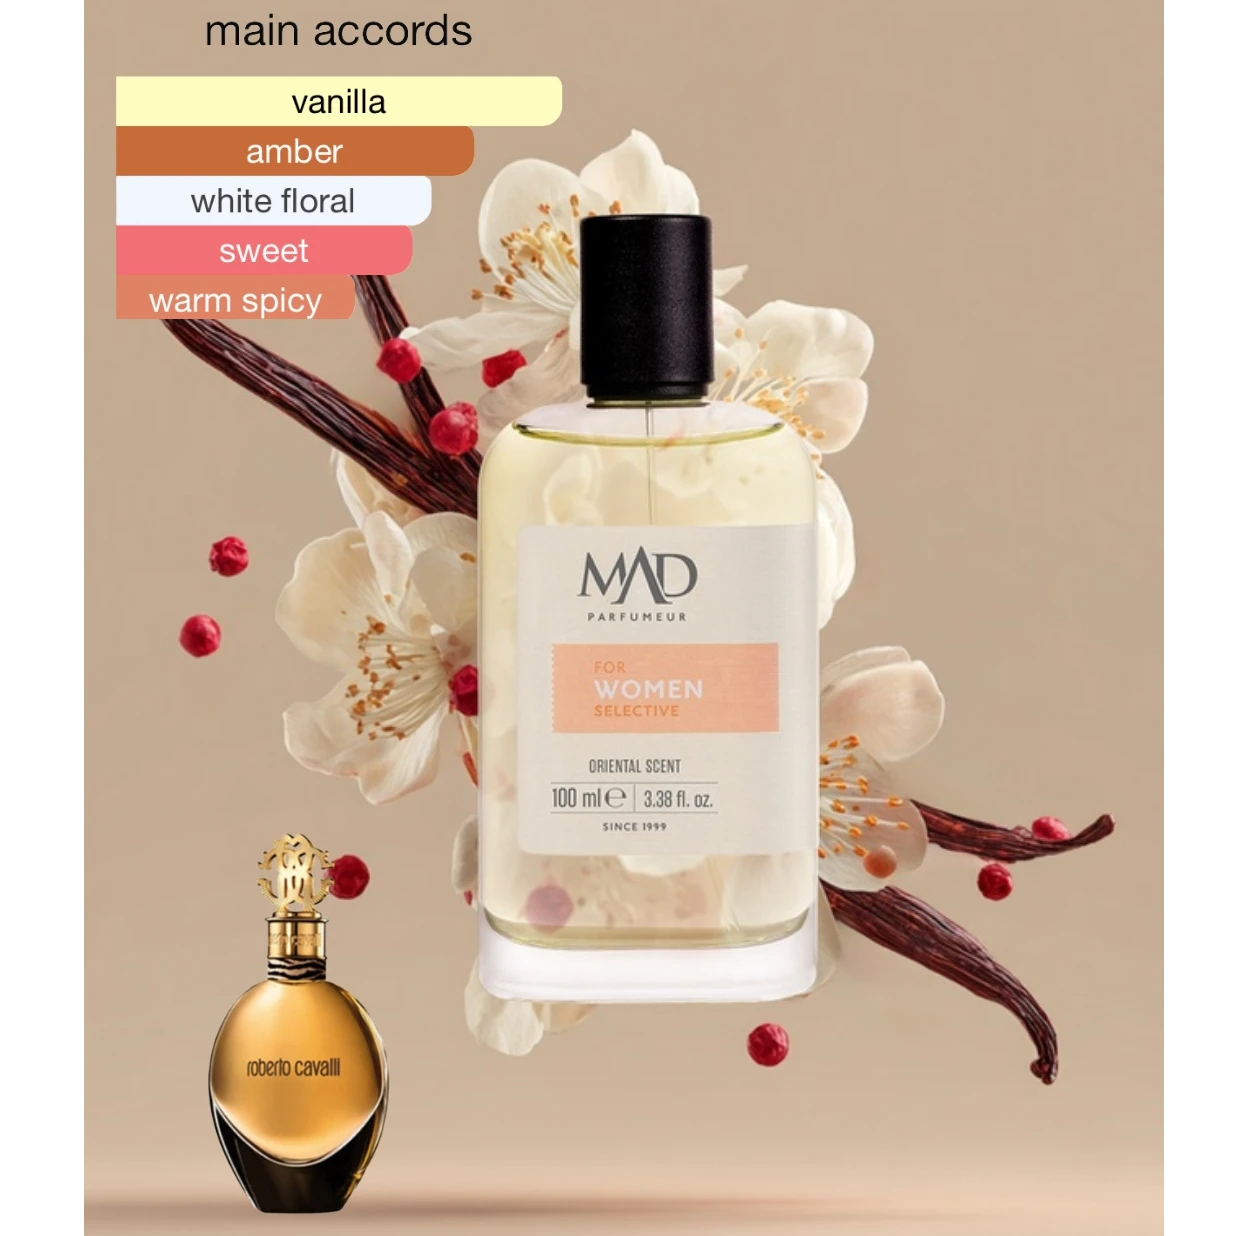 main accords
vanilla
amber
white floral
sweet
warm spicy
MAD
PARFUMEUR
FOR
WOMEN
SELECTIVE
ORIENTAL SCENT
100 ml℮ 3.38 fl. oz.
SINCE 1999
roberto cavalli